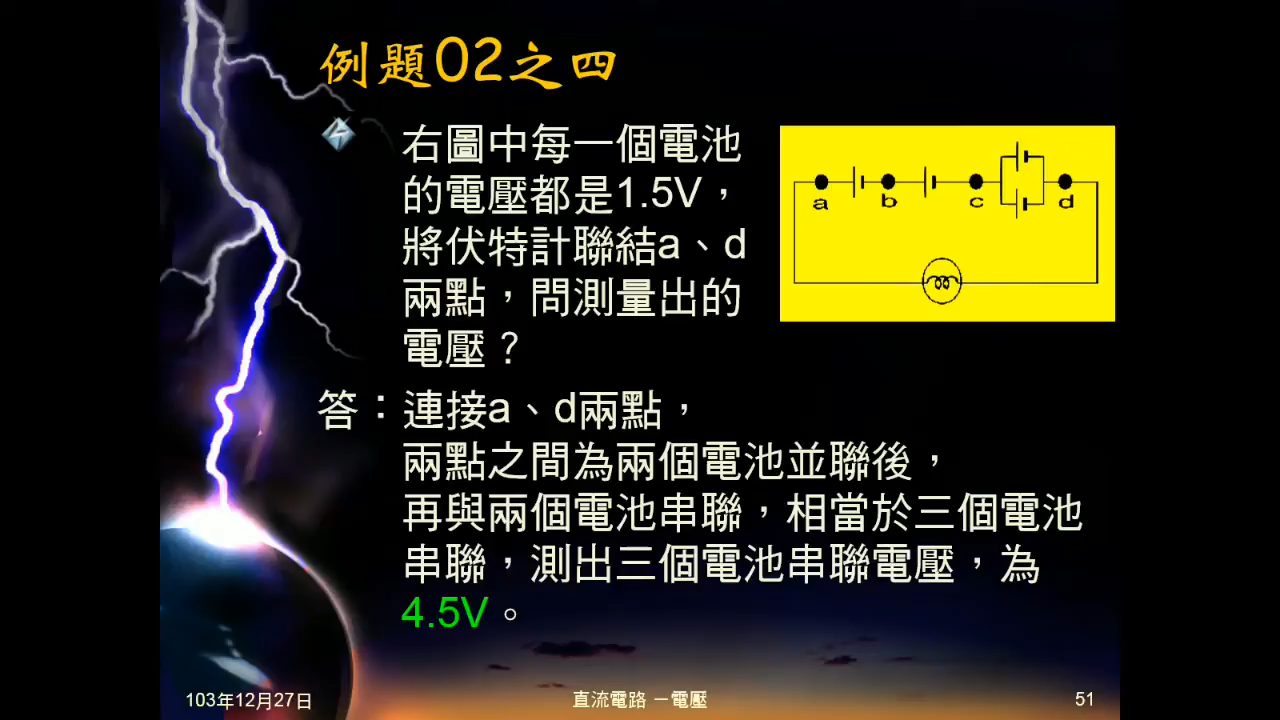 例題02之四
右圖中每一個電池
的電壓都是1.5V，
將伏特計聯結a、d
兩點，問測量出的
電壓？
a b c d
答：連接a、d兩點，
兩點之間為兩個電池並聯後，
再與兩個電池串聯，相當於三個電池
串聯，測出三個電池串聯電壓，為
4.5V。
103年12月27日
直流電路 －電壓
51